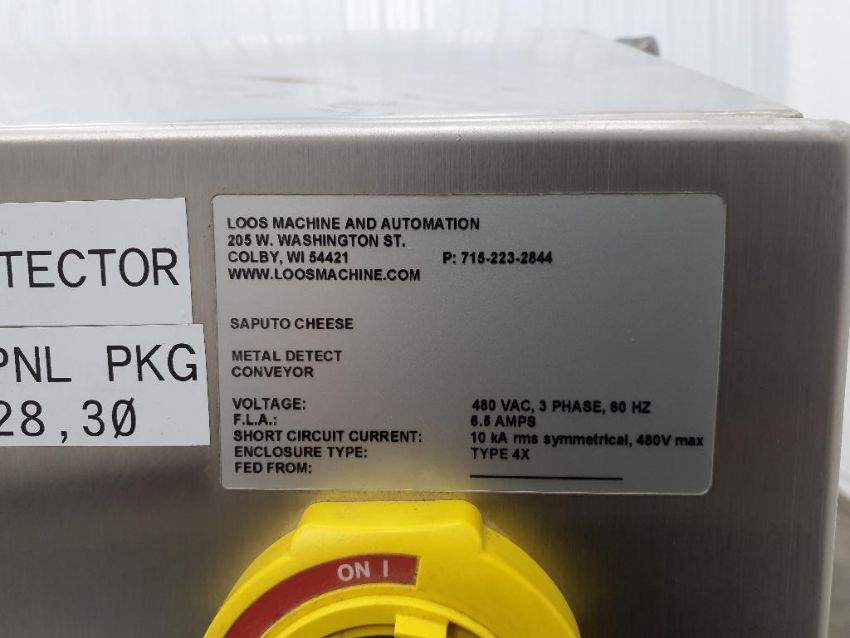 LOOS MACHINE AND AUTOMATION
205 W. WASHINGTON ST.
COLBY, WI 54421 P: 715-223-2844
WWW.LOOSMACHINE.COM
SAPUTO CHEESE
METAL DETECT
CONVEYOR
VOLTAGE: 480 VAC, 3 PHASE, 60 HZ
F.L.A.: 6.5 AMPS
SHORT CIRCUIT CURRENT: 10 kA rms symmetrical, 480V max
ENCLOSURE TYPE: TYPE 4X
FED FROM:
TECTOR
PNL PKG
28,30
ON I